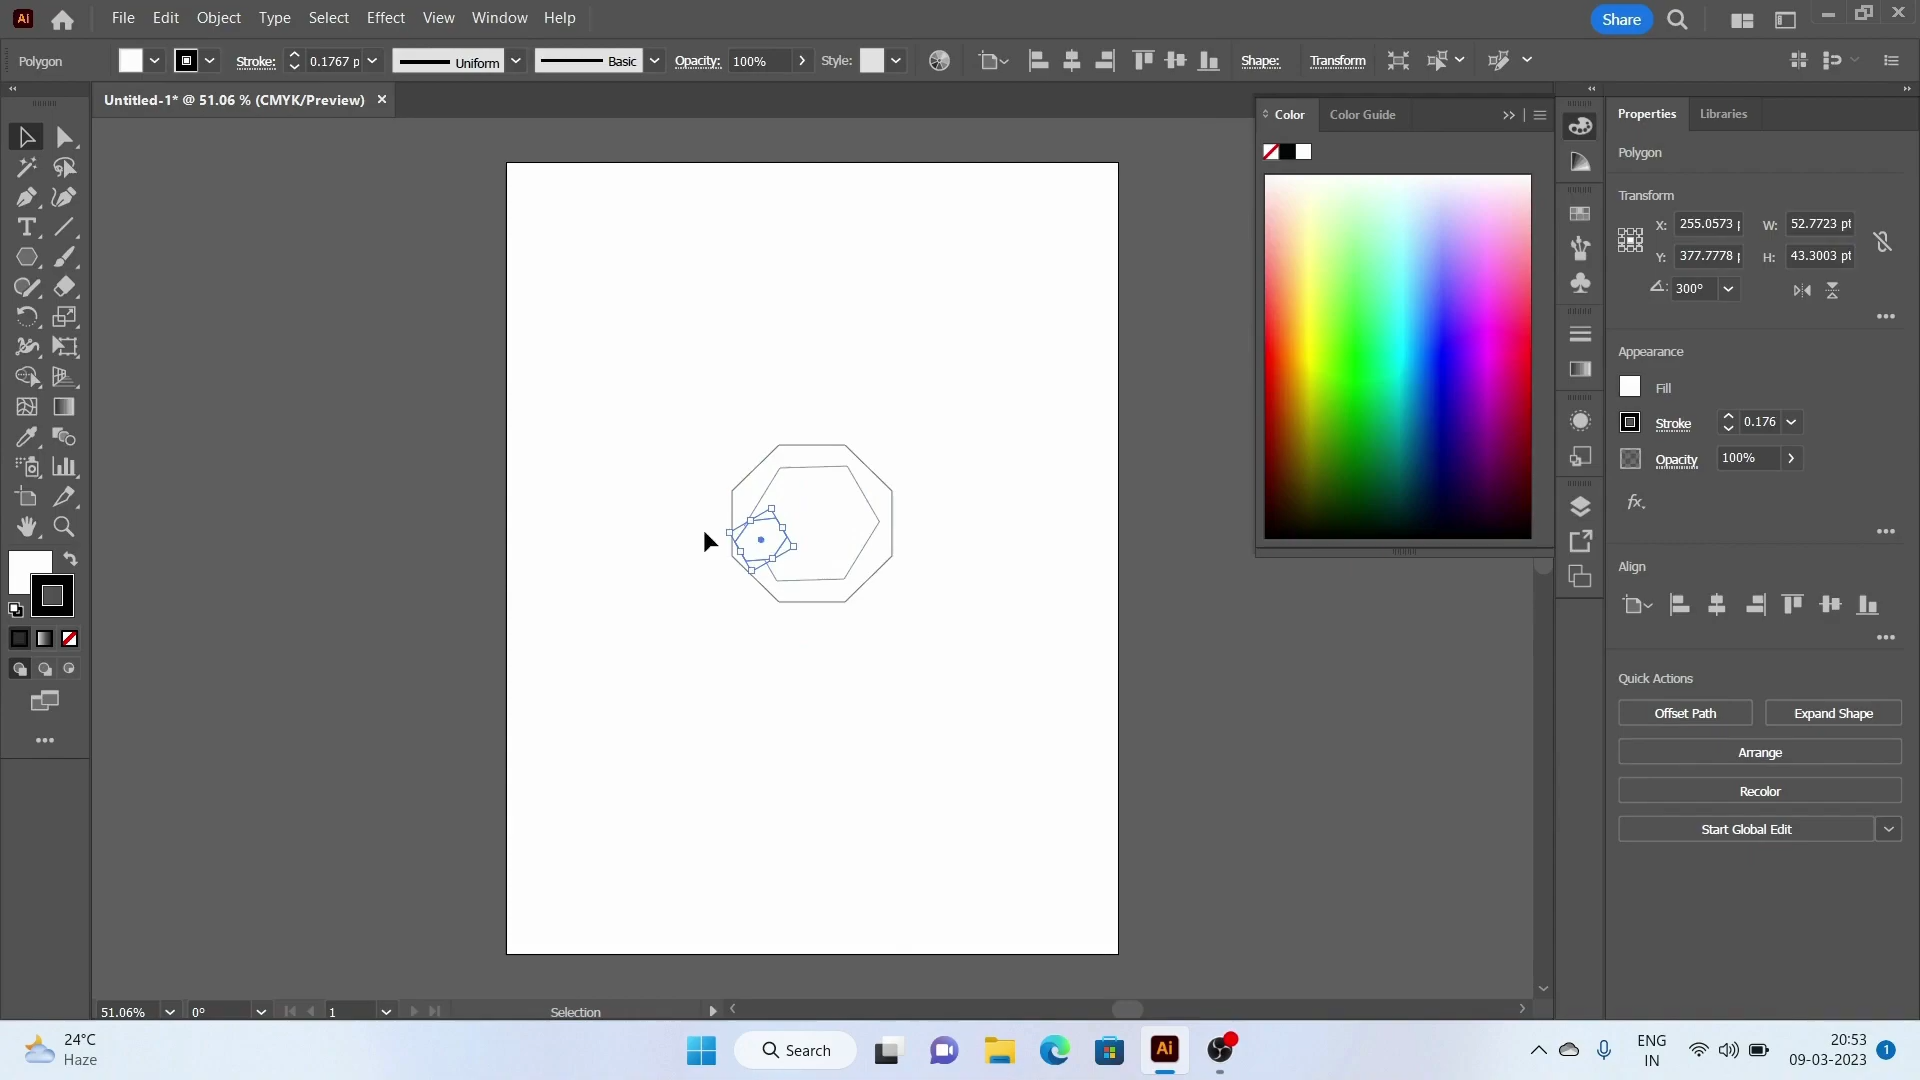 Ai File Edit Object Type Select Effect View Window Help Share
Polygon Stroke: 0.1767 p Uniform Basic Opacity: 100% Style: Shape: Transform
Untitled-1* @ 51.06 % (CMYK/Preview)
Color Color Guide
Properties Libraries
Polygon
Transform
X: 255.0573 W: 52.7723 pt
Y: 377.7778 H: 43.3003 pt
300°
Appearance
Fill
Stroke 0.176
Opacity 100%
fx.
Align
Quick Actions
Offset Path Expand Shape
Arrange
Recolor
Start Global Edit
51.06% 0° 1 Selection
24°C
Haze
Search
Ai
ENG
IN
20:53
09-03-2023
1